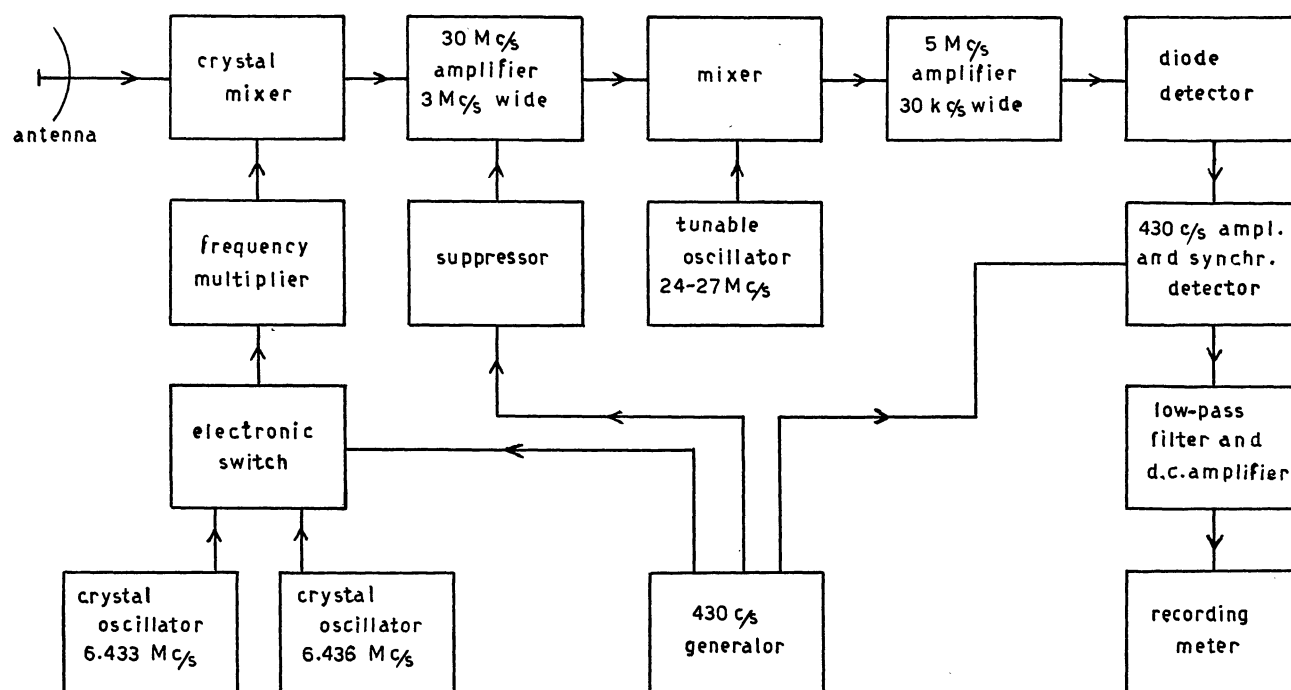 antenna
crystal
mixer
30 Mc/s
amplifier
3 Mc/s wide
mixer
5 Mc/s
amplifier
30 kc/s wide
diode
detector
frequency
multiplier
suppressor
tunable
oscillator
24-27 Mc/s
430 c/s ampl.
and synchr.
detector
electronic
switch
low-pass
filter and
d.c. amplifier
crystal
oscillator
6.433 Mc/s
crystal
oscillator
6.436 Mc/s
430 c/s
generalor
recording
meter